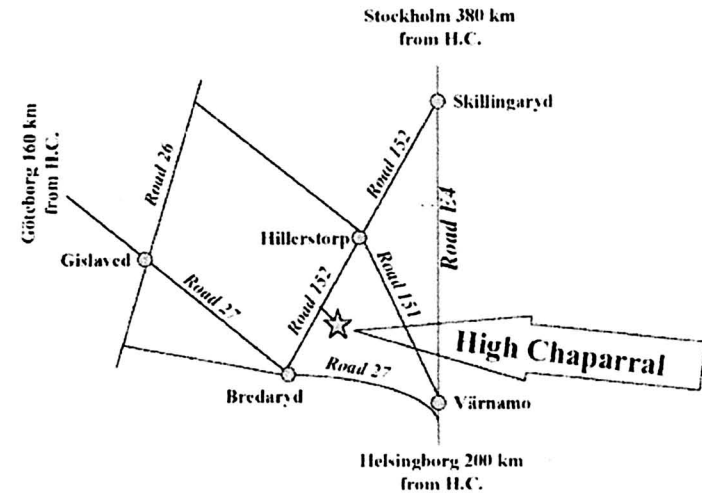 Stockholm 380 km
from H.C.
Skillingaryd
Göteborg 160 km
from H.C.
Road 26
Road 152
Road E4
Hillerstorp
Gislaved
Road 27
Road 152
Road 151
High Chaparral
Road 27
Bredaryd
Värnamo
Helsingborg 200 km
from H.C.